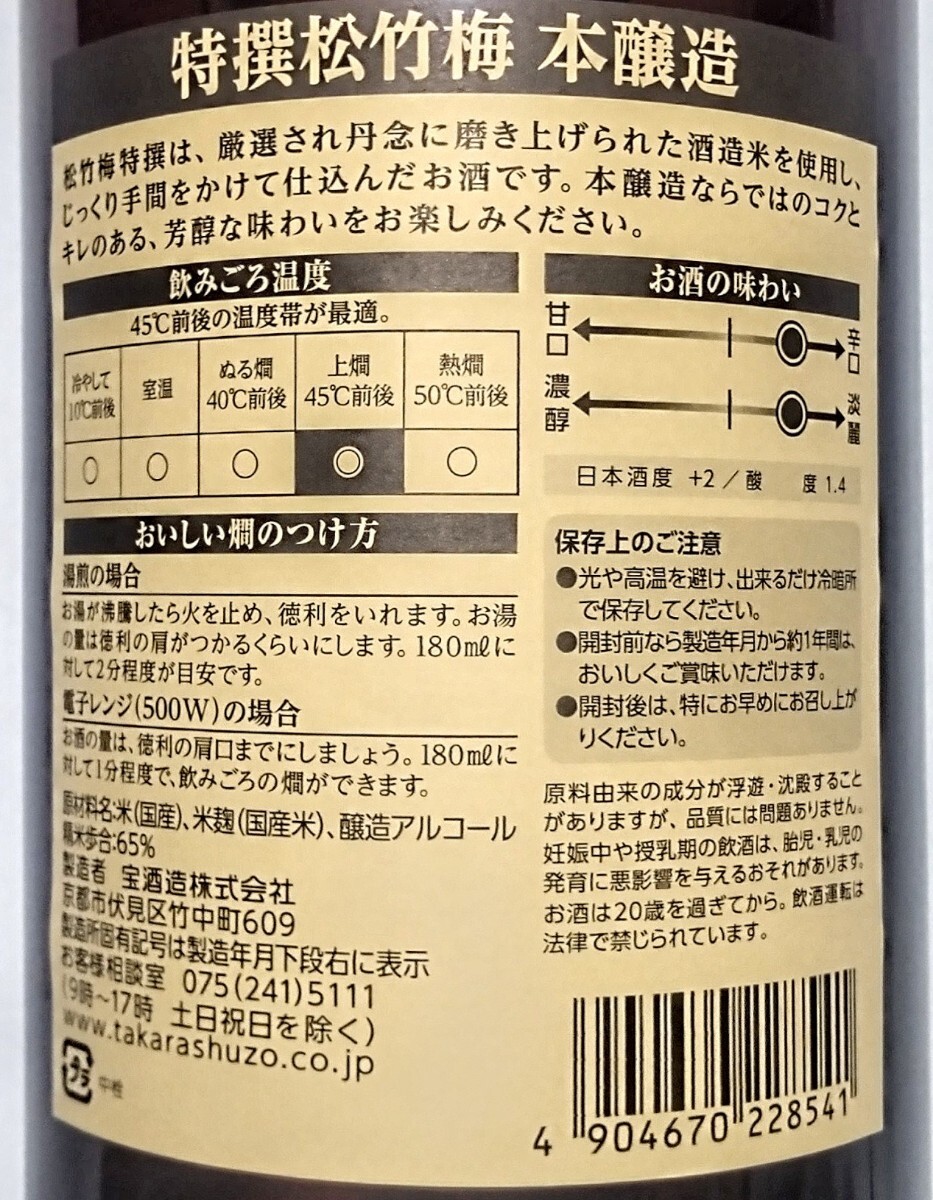 特撰松竹梅 本醸造
松竹梅特撰は、厳選され丹念に磨き上げられた酒造米を使用し、
じっくり手間をかけて仕込んだお酒です。本醸造ならではのコクと
キレのある、芳醇な味わいをお楽しみください。
飲みごろ温度
45℃前後の温度帯が最適。
冷やして 10℃前後
室温
ぬる燗 40℃前後
上燗 45℃前後
熱燗 50℃前後
○ ○ ○ ◎ ○
おいしい燗のつけ方
湯煎の場合
お湯が沸騰したら火を止め、徳利をいれます。お湯
の量は徳利の肩がつかるくらいにします。180mlに
対して2分程度が目安です。
電子レンジ(500W)の場合
お酒の量は、徳利の肩口までにしましょう。180mlに
対して1分程度で、飲みごろの燗ができます。
原材料名:米(国産)、米麹(国産米)、醸造アルコール
精米歩合:65%
製造者 宝酒造株式会社
京都市伏見区竹中町609
製造所固有記号は製造年月下段右に表示
お客様相談室 075(241)5111
(9時~17時 土日祝日を除く)
www.takarashuzo.co.jp
プラ 中栓
お酒の味わい
甘口 辛口
濃醇 淡麗
日本酒度 +2/酸 度 1.4
保存上のご注意
●光や高温を避け、出来るだけ冷暗所
で保存してください。
●開封前なら製造年月から約1年間は、
おいしくご賞味いただけます。
●開封後は、特にお早めにお召し上が
りください。
原料由来の成分が浮遊・沈殿すること
がありますが、品質には問題ありません。
妊娠中や授乳期の飲酒は、胎児・乳児の
発育に悪影響を与えるおそれがあります。
お酒は20歳を過ぎてから。飲酒運転は
法律で禁じられています。
4 904670 228541